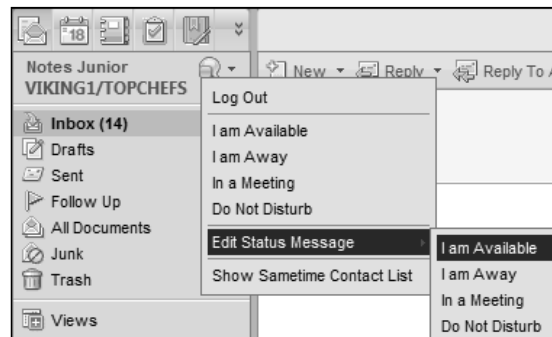 18
Notes Junior
VIKING1/TOPCHEFS
New
Reply
Reply To
Inbox (14)
Drafts
Sent
Follow Up
All Documents
Junk
Trash
Views
Log Out
I am Available
I am Away
In a Meeting
Do Not Disturb
Edit Status Message
Show Sametime Contact List
I am Available
I am Away
In a Meeting
Do Not Disturb